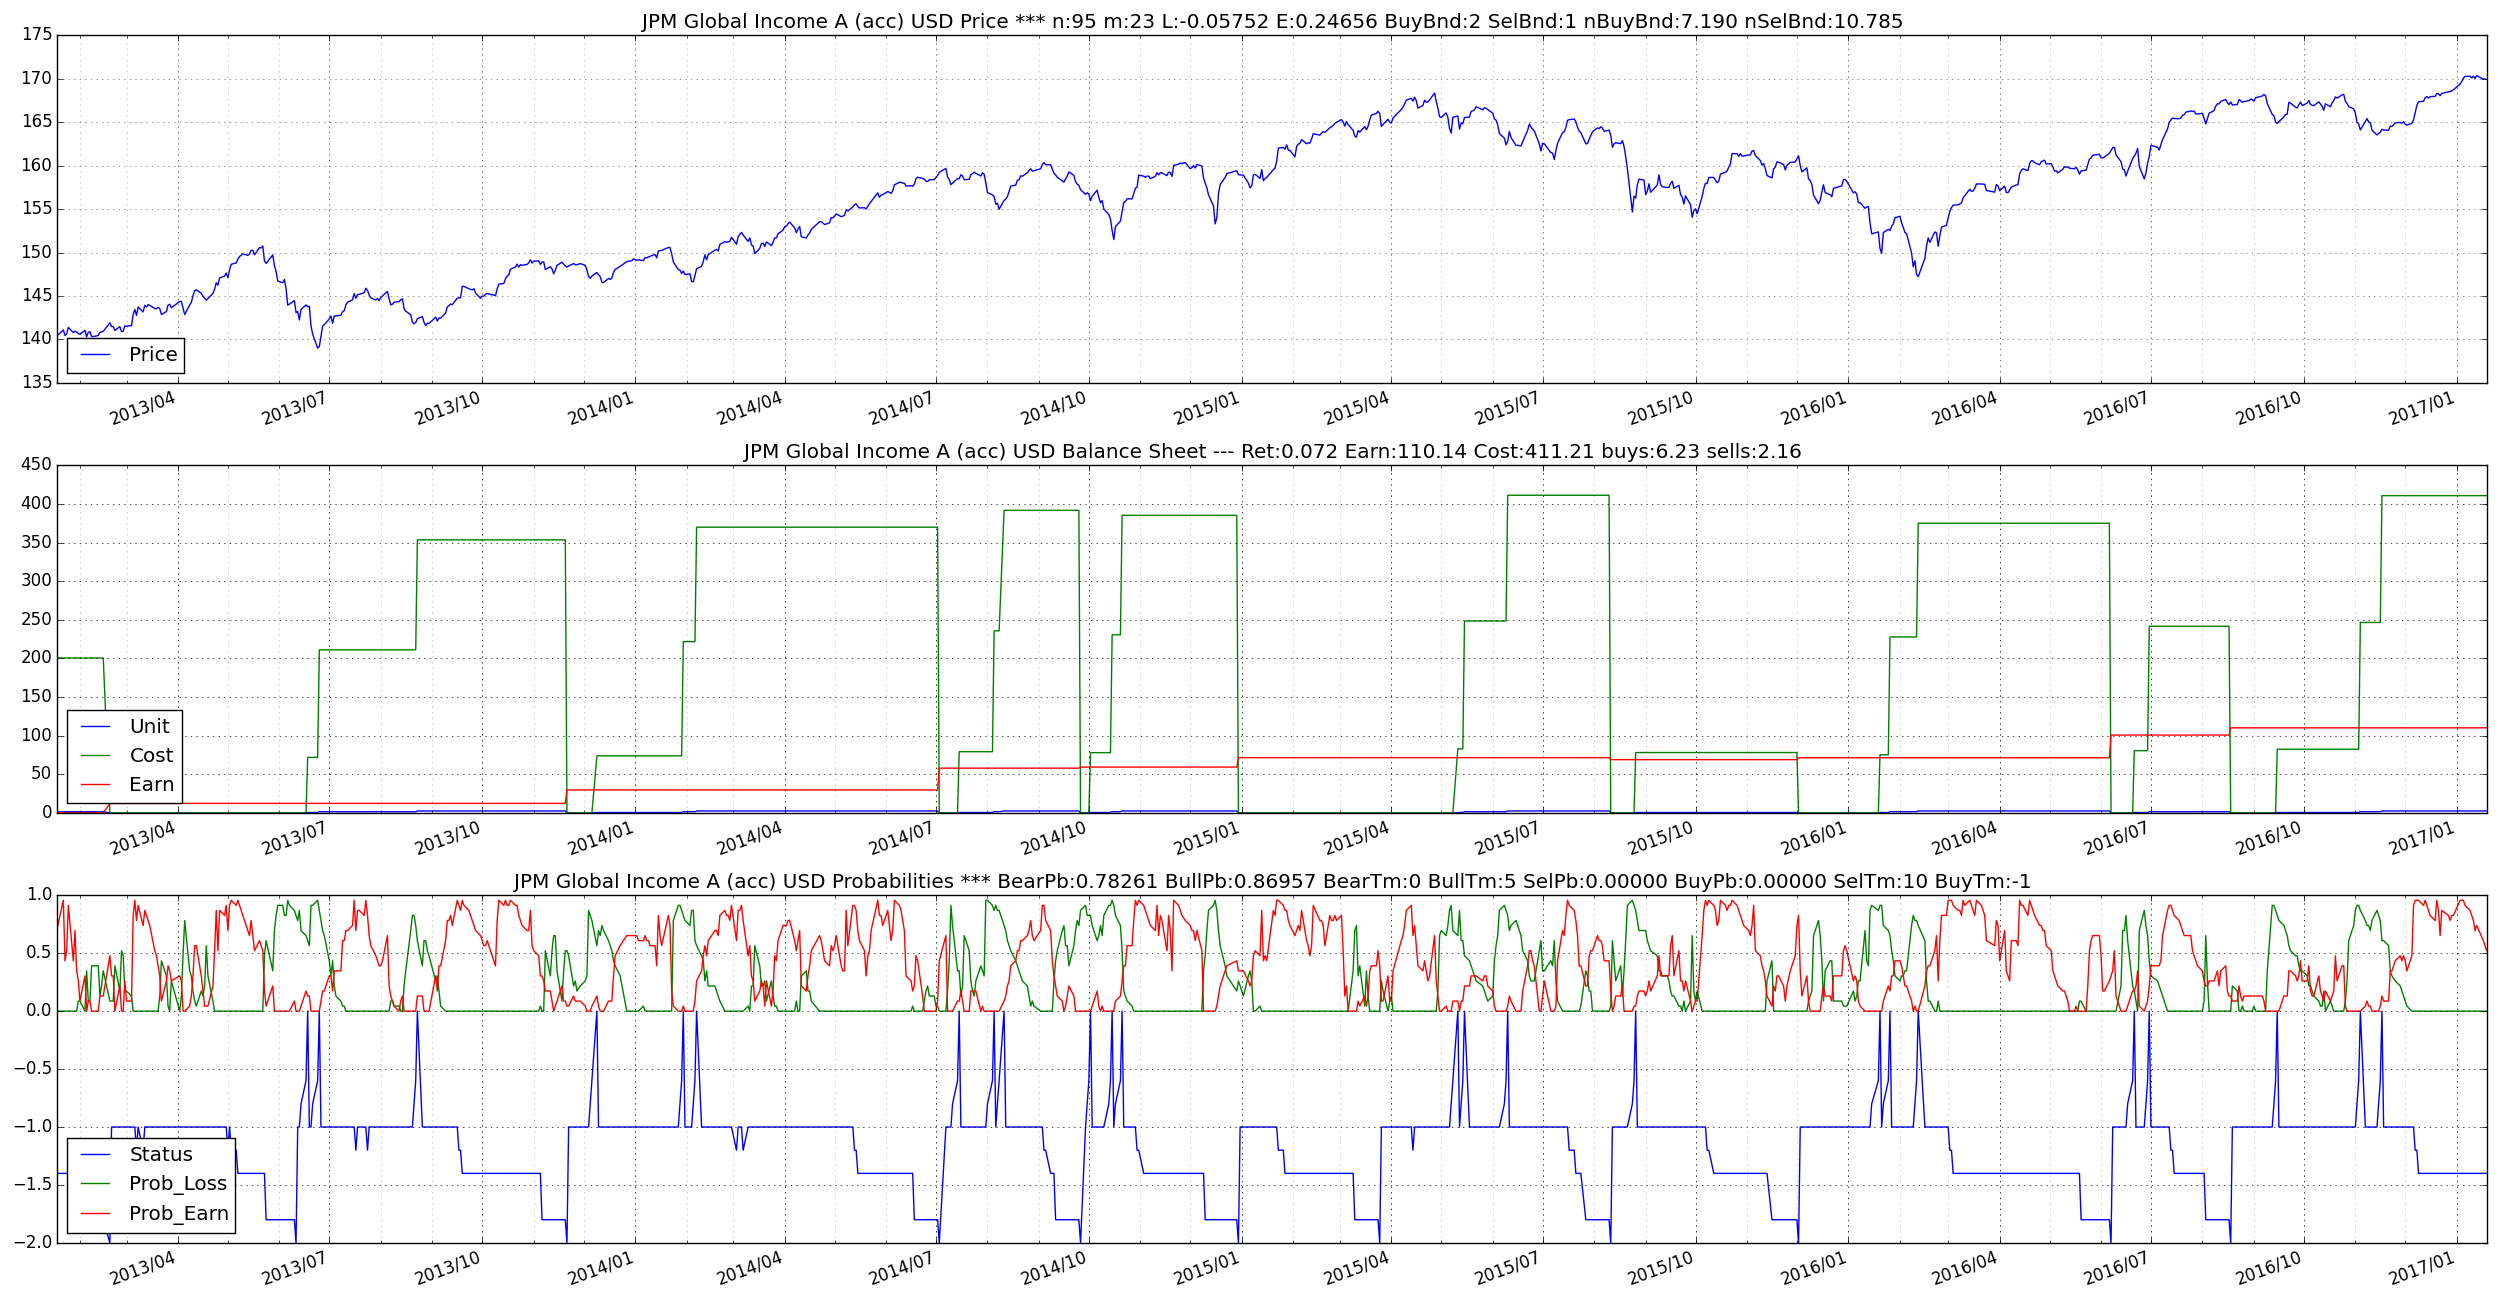 JPM Global Income A (acc) USD Price *** n:95 m:23 L:-0.05752 E:0.24656 BuyBnd:2 SelBnd:1 nBuyBnd:7.190 nSelBnd:10.785
175
170
165
160
155
150
145
140
135
Price
2013/04 2013/07 2013/10 2014/01 2014/04 2014/07 2014/10 2015/01 2015/04 2015/07 2015/10 2016/01 2016/04 2016/07 2016/10 2017/01
JPM Global Income A (acc) USD Balance Sheet --- Ret:0.072 Earn:110.14 Cost:411.21 buys:6.23 sells:2.16
450
400
350
300
250
200
150
100
50
0
Unit
Cost
Earn
2013/04 2013/07 2013/10 2014/01 2014/04 2014/07 2014/10 2015/01 2015/04 2015/07 2015/10 2016/01 2016/04 2016/07 2016/10 2017/01
JPM Global Income A (acc) USD Probabilities *** BearPb:0.78261 BullPb:0.86957 BearTm:0 BullTm:5 SelPb:0.00000 BuyPb:0.00000 SelTm:10 BuyTm:-1
1.0
0.5
0.0
−0.5
−1.0
−1.5
−2.0
Status
Prob_Loss
Prob_Earn
2013/04 2013/07 2013/10 2014/01 2014/04 2014/07 2014/10 2015/01 2015/04 2015/07 2015/10 2016/01 2016/04 2016/07 2016/10 2017/01